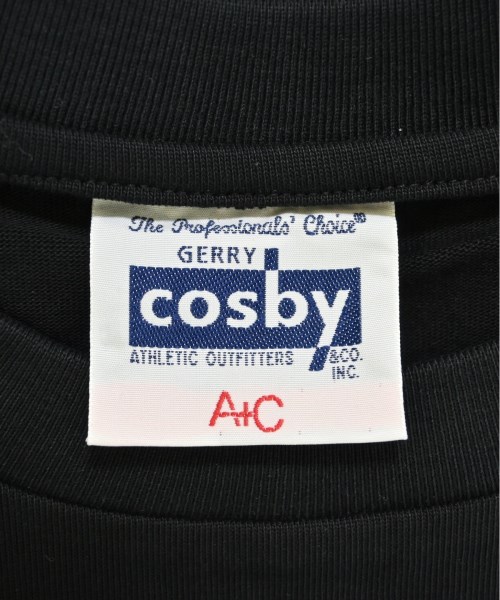 The Professionals' Choice®
GERRY
cosby
ATHLETIC OUTFITTERS &CO.
INC.
A+C